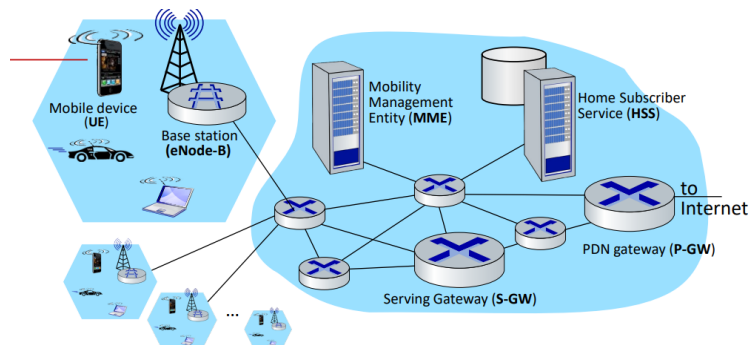 Mobile device
(UE)
Base station
(eNode-B)
Mobility
Management
Entity (MME)
Home Subscriber
Service (HSS)
to
Internet
PDN gateway (P-GW)
Serving Gateway (S-GW)
...